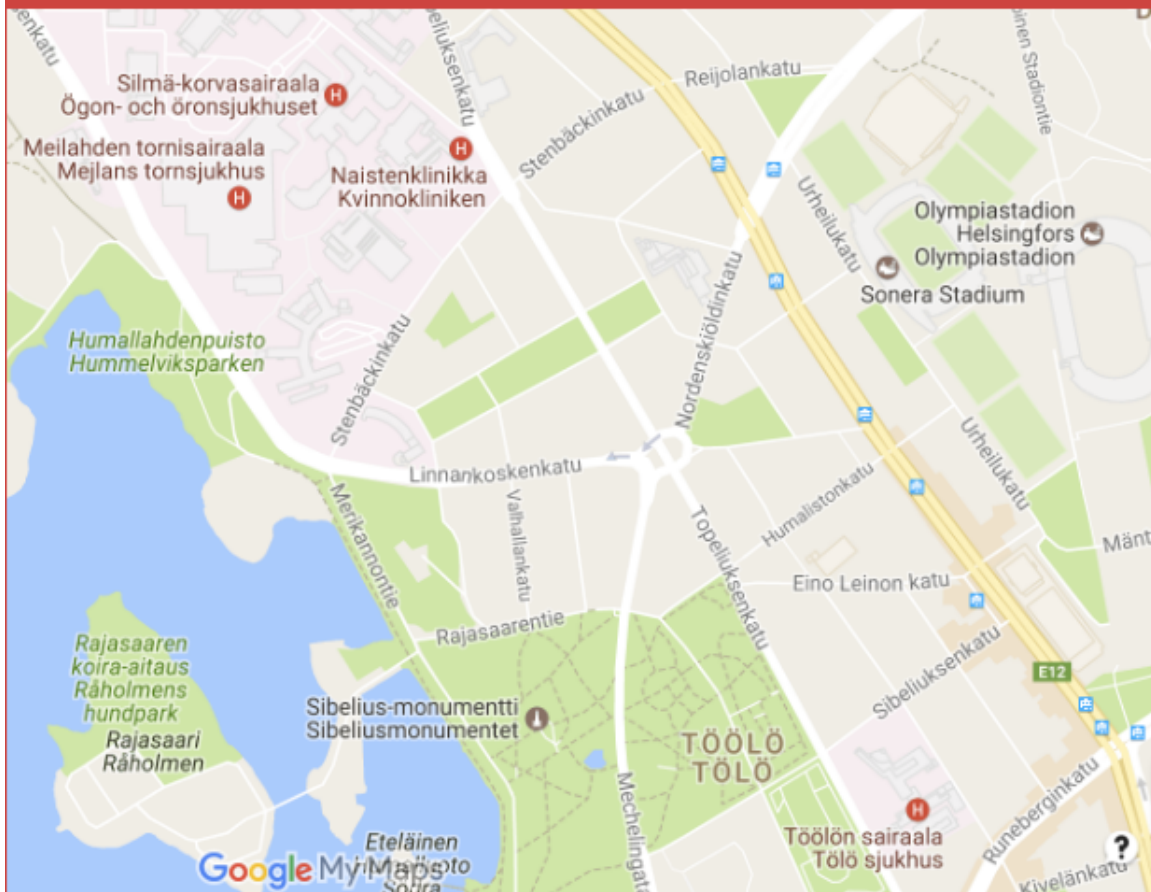 Silmä-korvasairaala
Ögon- och öronsjukhuset
Meilahden tornisairaala
Mejlans tornsjukhus
Naistenklinikka
Kvinnokliniken
Stenbäckinkatu
Reijolankatu
Urheilukatu
Olympiastadion
Helsingfors
Olympiastadion
Sonera Stadium
Humallahdenpuisto
Hummelviksparken
Stenbäckinkatu
Nordenskiöldinkatu
Linnankoskenkatu
Urheilukatu
Merikannontie
Valhallankatu
Topeliuksenkatu
Humalistonkatu
Eino Leinon katu
Mänt
Rajasaarentie
Rajasaaren
koira-aitaus
Råholmens
hundpark
Rajasaari
Råholmen
Sibelius-monumentti
Sibeliusmonumentet
Sibeliuksenkatu
E12
TÖÖLÖ
TÖLÖ
Mechelingata
Töölön sairaala
Tölö sjukhus
Runeberginkatu
Kivelänkatu
Eteläinen
Google My Maps
?
H
H
H
H